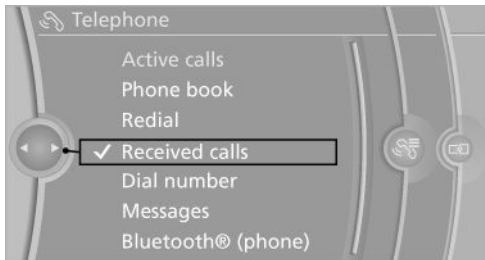 Telephone
Active calls
Phone book
Redial
Received calls
Dial number
Messages
Bluetooth® (phone)